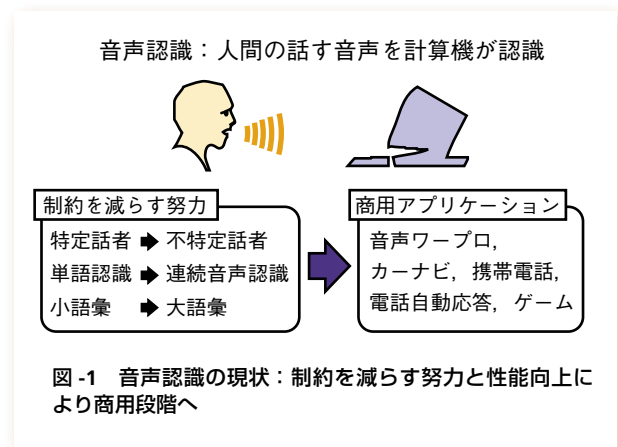 音声認識：人間の話す音声を計算機が認識
制約を減らす努力
特定話者 → 不特定話者
単語認識 → 連続音声認識
小語彙 → 大語彙
商用アプリケーション
音声ワープロ，
カーナビ，携帯電話，
電話自動応答，ゲーム
図-1　音声認識の現状：制約を減らす努力と性能向上に
より商用段階へ